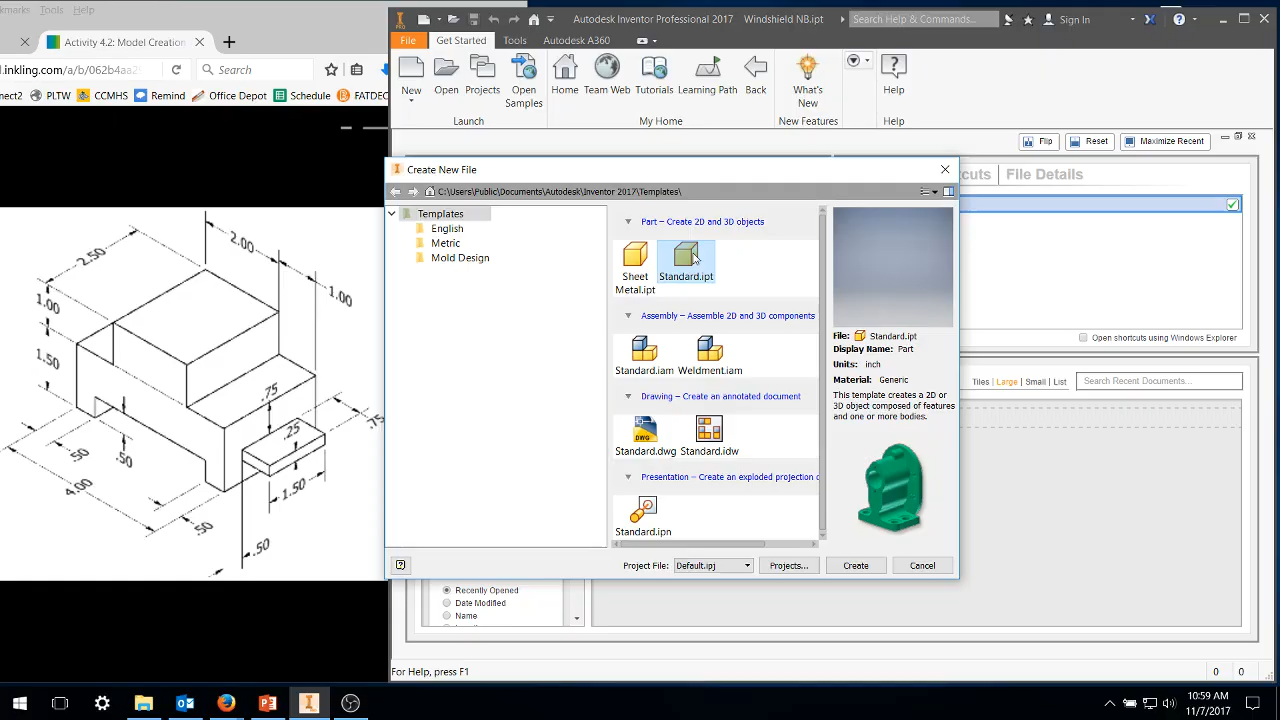 Tools Help
Activity 4.2: Model Creation
.inkling.com/a/b/062b4aa2
Search
nect2 PLTW CCMHS Remind Office Depot Schedule FATDEC
2.50
2.00
1.00
1.00
1.50
.75
.25
.75
.50
.50
4.00
.50
1.50
.50
Autodesk Inventor Professional 2017 Windshield NB.ipt
Search Help & Commands...
Sign In
File Get Started Tools Autodesk A360
New Open Projects Open Samples Home Team Web Tutorials Learning Path Back What's New Help
Launch My Home New Features Help
Flip Reset Maximize Recent
cuts File Details
Open shortcuts using Windows Explorer
Tiles Large Small List Search Recent Documents...
Create New File
C:\Users\Public\Documents\Autodesk\Inventor 2017\Templates\
Templates
English
Metric
Mold Design
Part – Create 2D and 3D objects
Sheet Metal.ipt
Standard.ipt
Assembly – Assemble 2D and 3D components
Standard.iam Weldment.iam
Drawing – Create an annotated document
Standard.dwg Standard.idw
Presentation – Create an exploded projection
Standard.ipn
File: Standard.ipt
Display Name: Part
Units: inch
Material: Generic
This template creates a 2D or
3D object composed of features
and one or more bodies.
Project File: Default.ipj Projects... Create Cancel
Recently Opened
Date Modified
Name
For Help, press F1 0 0
10:59 AM
11/7/2017